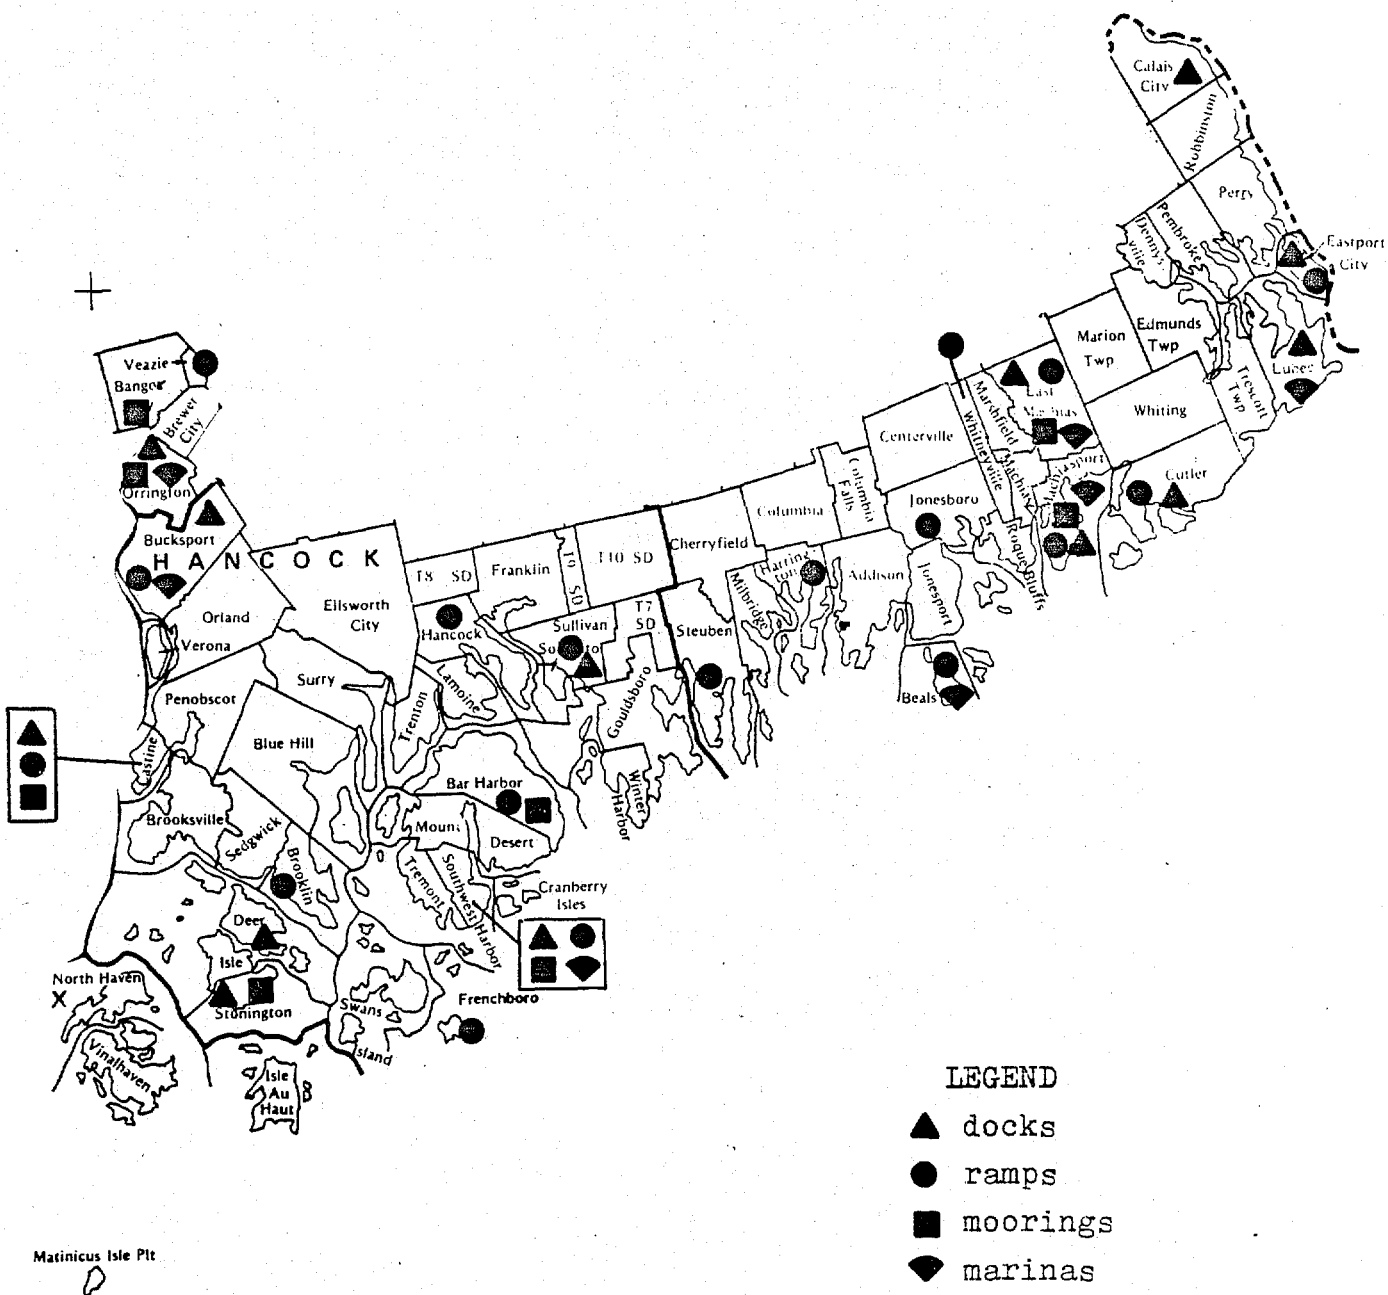 Calais
City
Robbinston
Perry
Pembroke
Dennys
ville
Eastport
City
Marion
Twp
Edmunds
Twp
Trescott
Twp
Lubec
Whiting
Cutler
East
Machias
Marshfield
Whitneyville
Machias
Machiasport
Roque Bluffs
Centerville
Jonesboro
Jonesport
Beals
Columbia
Falls
Columbia
Addison
Harring
ton
Cherryfield
Milbridge
Steuben
T10 SD
T9
SD
T7
SD
Franklin
T8 SD
Sullivan
Hancock
Gouldsboro
Winter
Harbor
Lamoine
Trenton
Veazie
Bangor
Brewer
City
Orrington
Bucksport
HANCOCK
Orland
Verona
Ellsworth
City
Surry
Penobscot
Castine
Blue Hill
Brooksville
Sedgwick
Brooklin
Bar Harbor
Mount
Desert
Tremont
Southwest Harbor
Cranberry
Isles
Deer
Isle
Stonington
Swans
Island
Frenchboro
North Haven
X
Vinalhaven
Isle
Au
Haut
Matinicus Isle Plt
LEGEND
docks
ramps
moorings
marinas